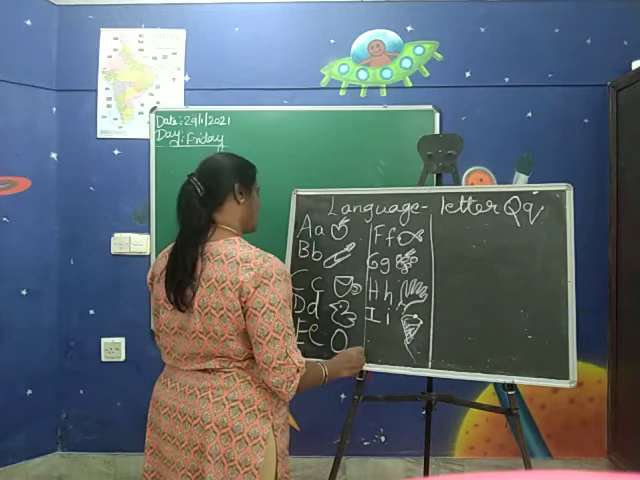 Date: 29/1/2021
Day: Friday
Language - letter Qq
Aa
Bb
Cc
Dd
Ee
Ff
Gg
Hh
Ii